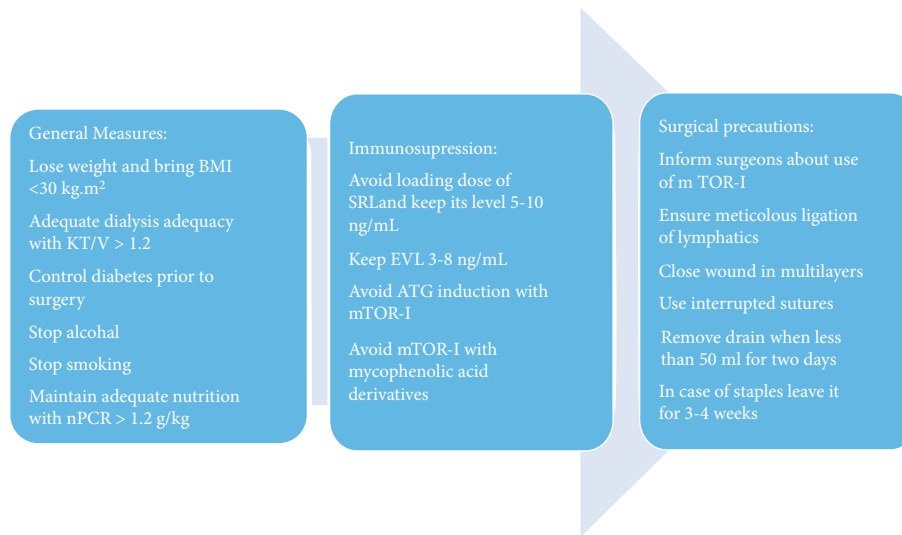 General Measures:
Lose weight and bring BMI
<30 kg.m²
Adequate dialysis adequacy
with KT/V > 1.2
Control diabetes prior to
surgery
Stop alcohal
Stop smoking
Maintain adequate nutrition
with nPCR > 1.2 g/kg
Immunosupression:
Avoid loading dose of
SRLand keep its level 5-10
ng/mL
Keep EVL 3-8 ng/mL
Avoid ATG induction with
mTOR-I
Avoid mTOR-I with
mycophenolic acid
derivatives
Surgical precautions:
Inform surgeons about use
of m TOR-I
Ensure meticolous ligation
of lymphatics
Close wound in multilayers
Use interrupted sutures
Remove drain when less
than 50 ml for two days
In case of staples leave it
for 3-4 weeks